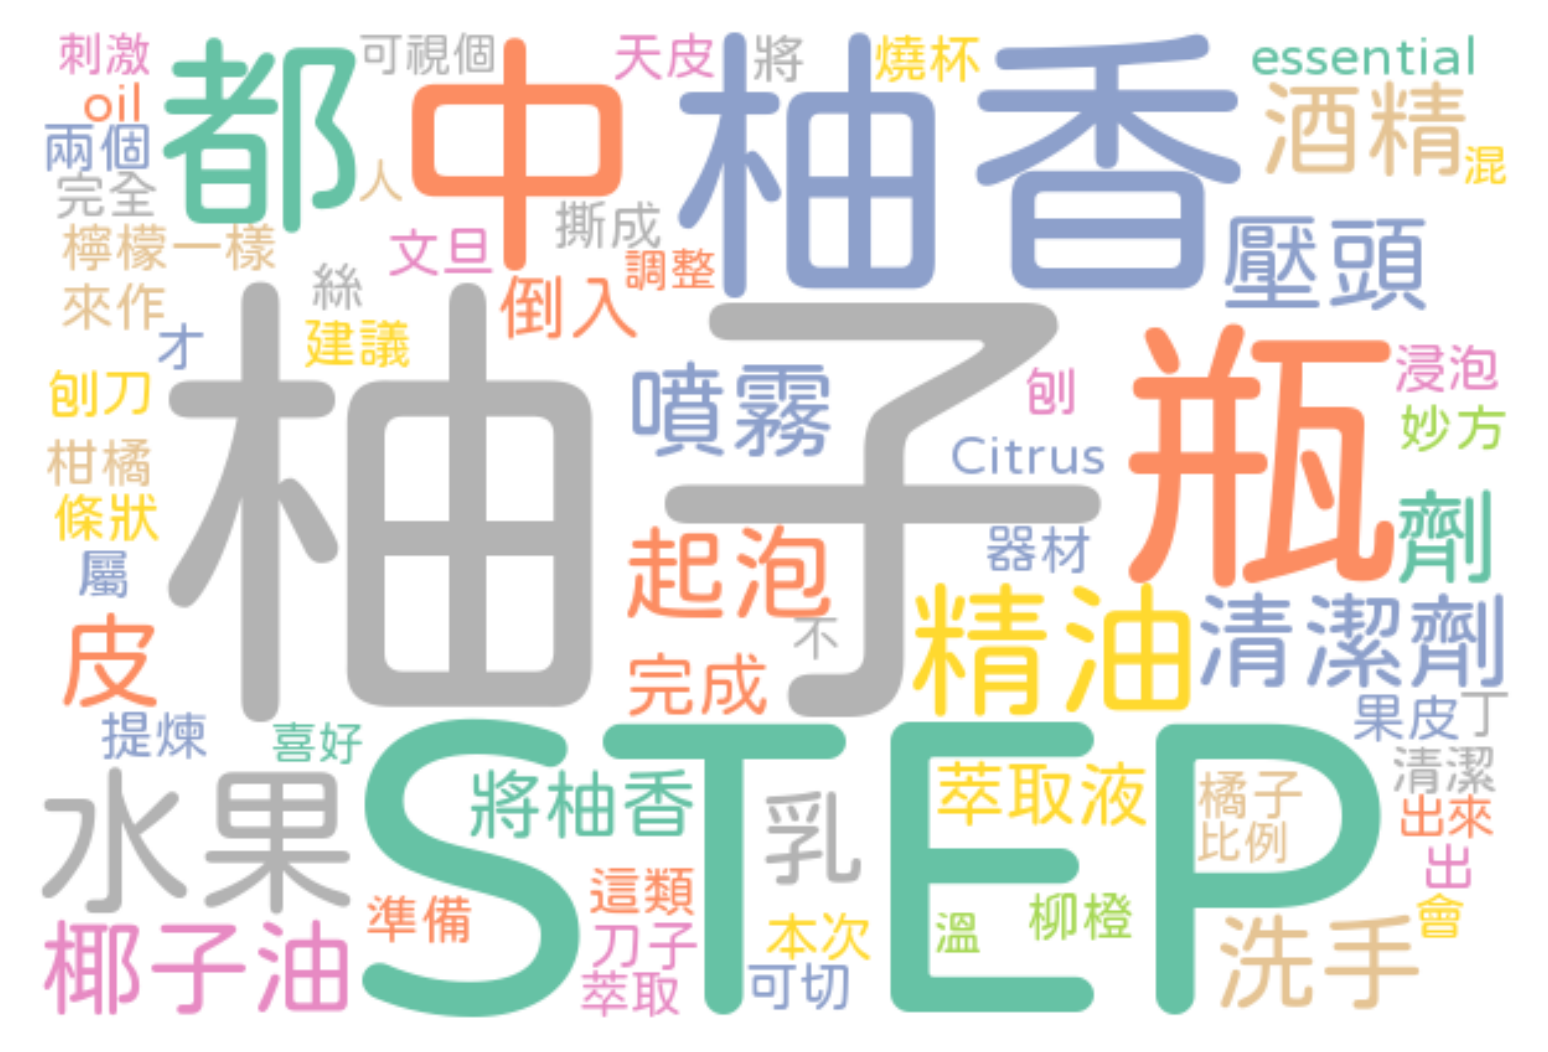 刺激
可視個
天皮
將
燒杯
essential
oil
都
中
柚香
酒精
兩個
人
混
完全
撕成
檸檬一樣
文旦
調整
壓頭
來作
絲
倒入
才
建議
柚子
瓶
刨刀
噴霧
刨
浸泡
妙方
柑橘
Citrus
條狀
起泡
器材
劑
屬
皮
不
精油
清潔劑
完成
提煉
喜好
果皮
丁
STEP
水果
將柚香
乳
萃取液
橘子
清潔
比例
出來
出
準備
這類
本次
溫
柳橙
會
椰子油
刀子
萃取
可切
洗手